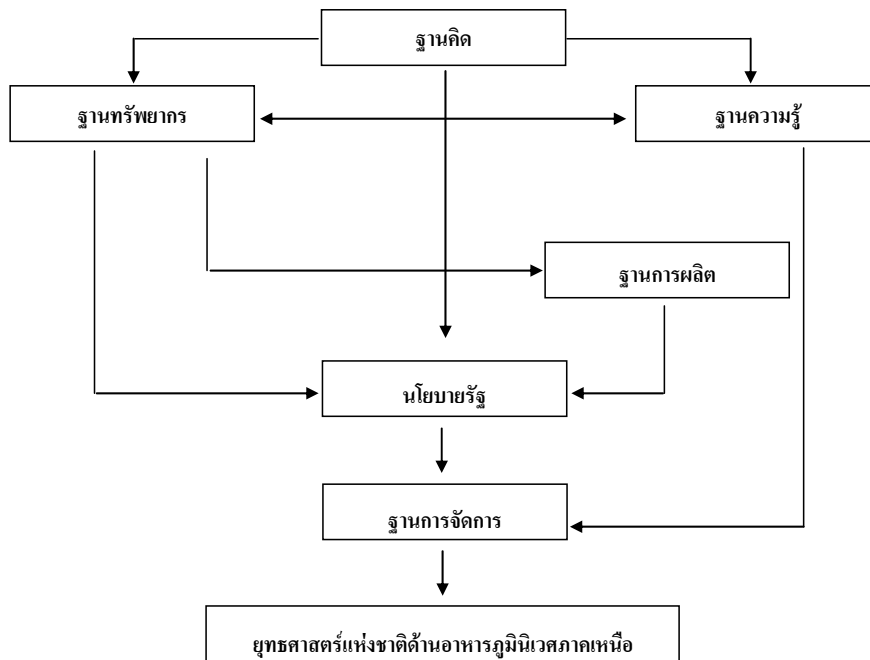 ฐานคิด
ฐานทรัพยากร
ฐานความรู้
ฐานการผลิต
นโยบายรัฐ
ฐานการจัดการ
ยุทธศาสตร์แห่งชาติด้านอาหารภูมินิเวศภาคเหนือ